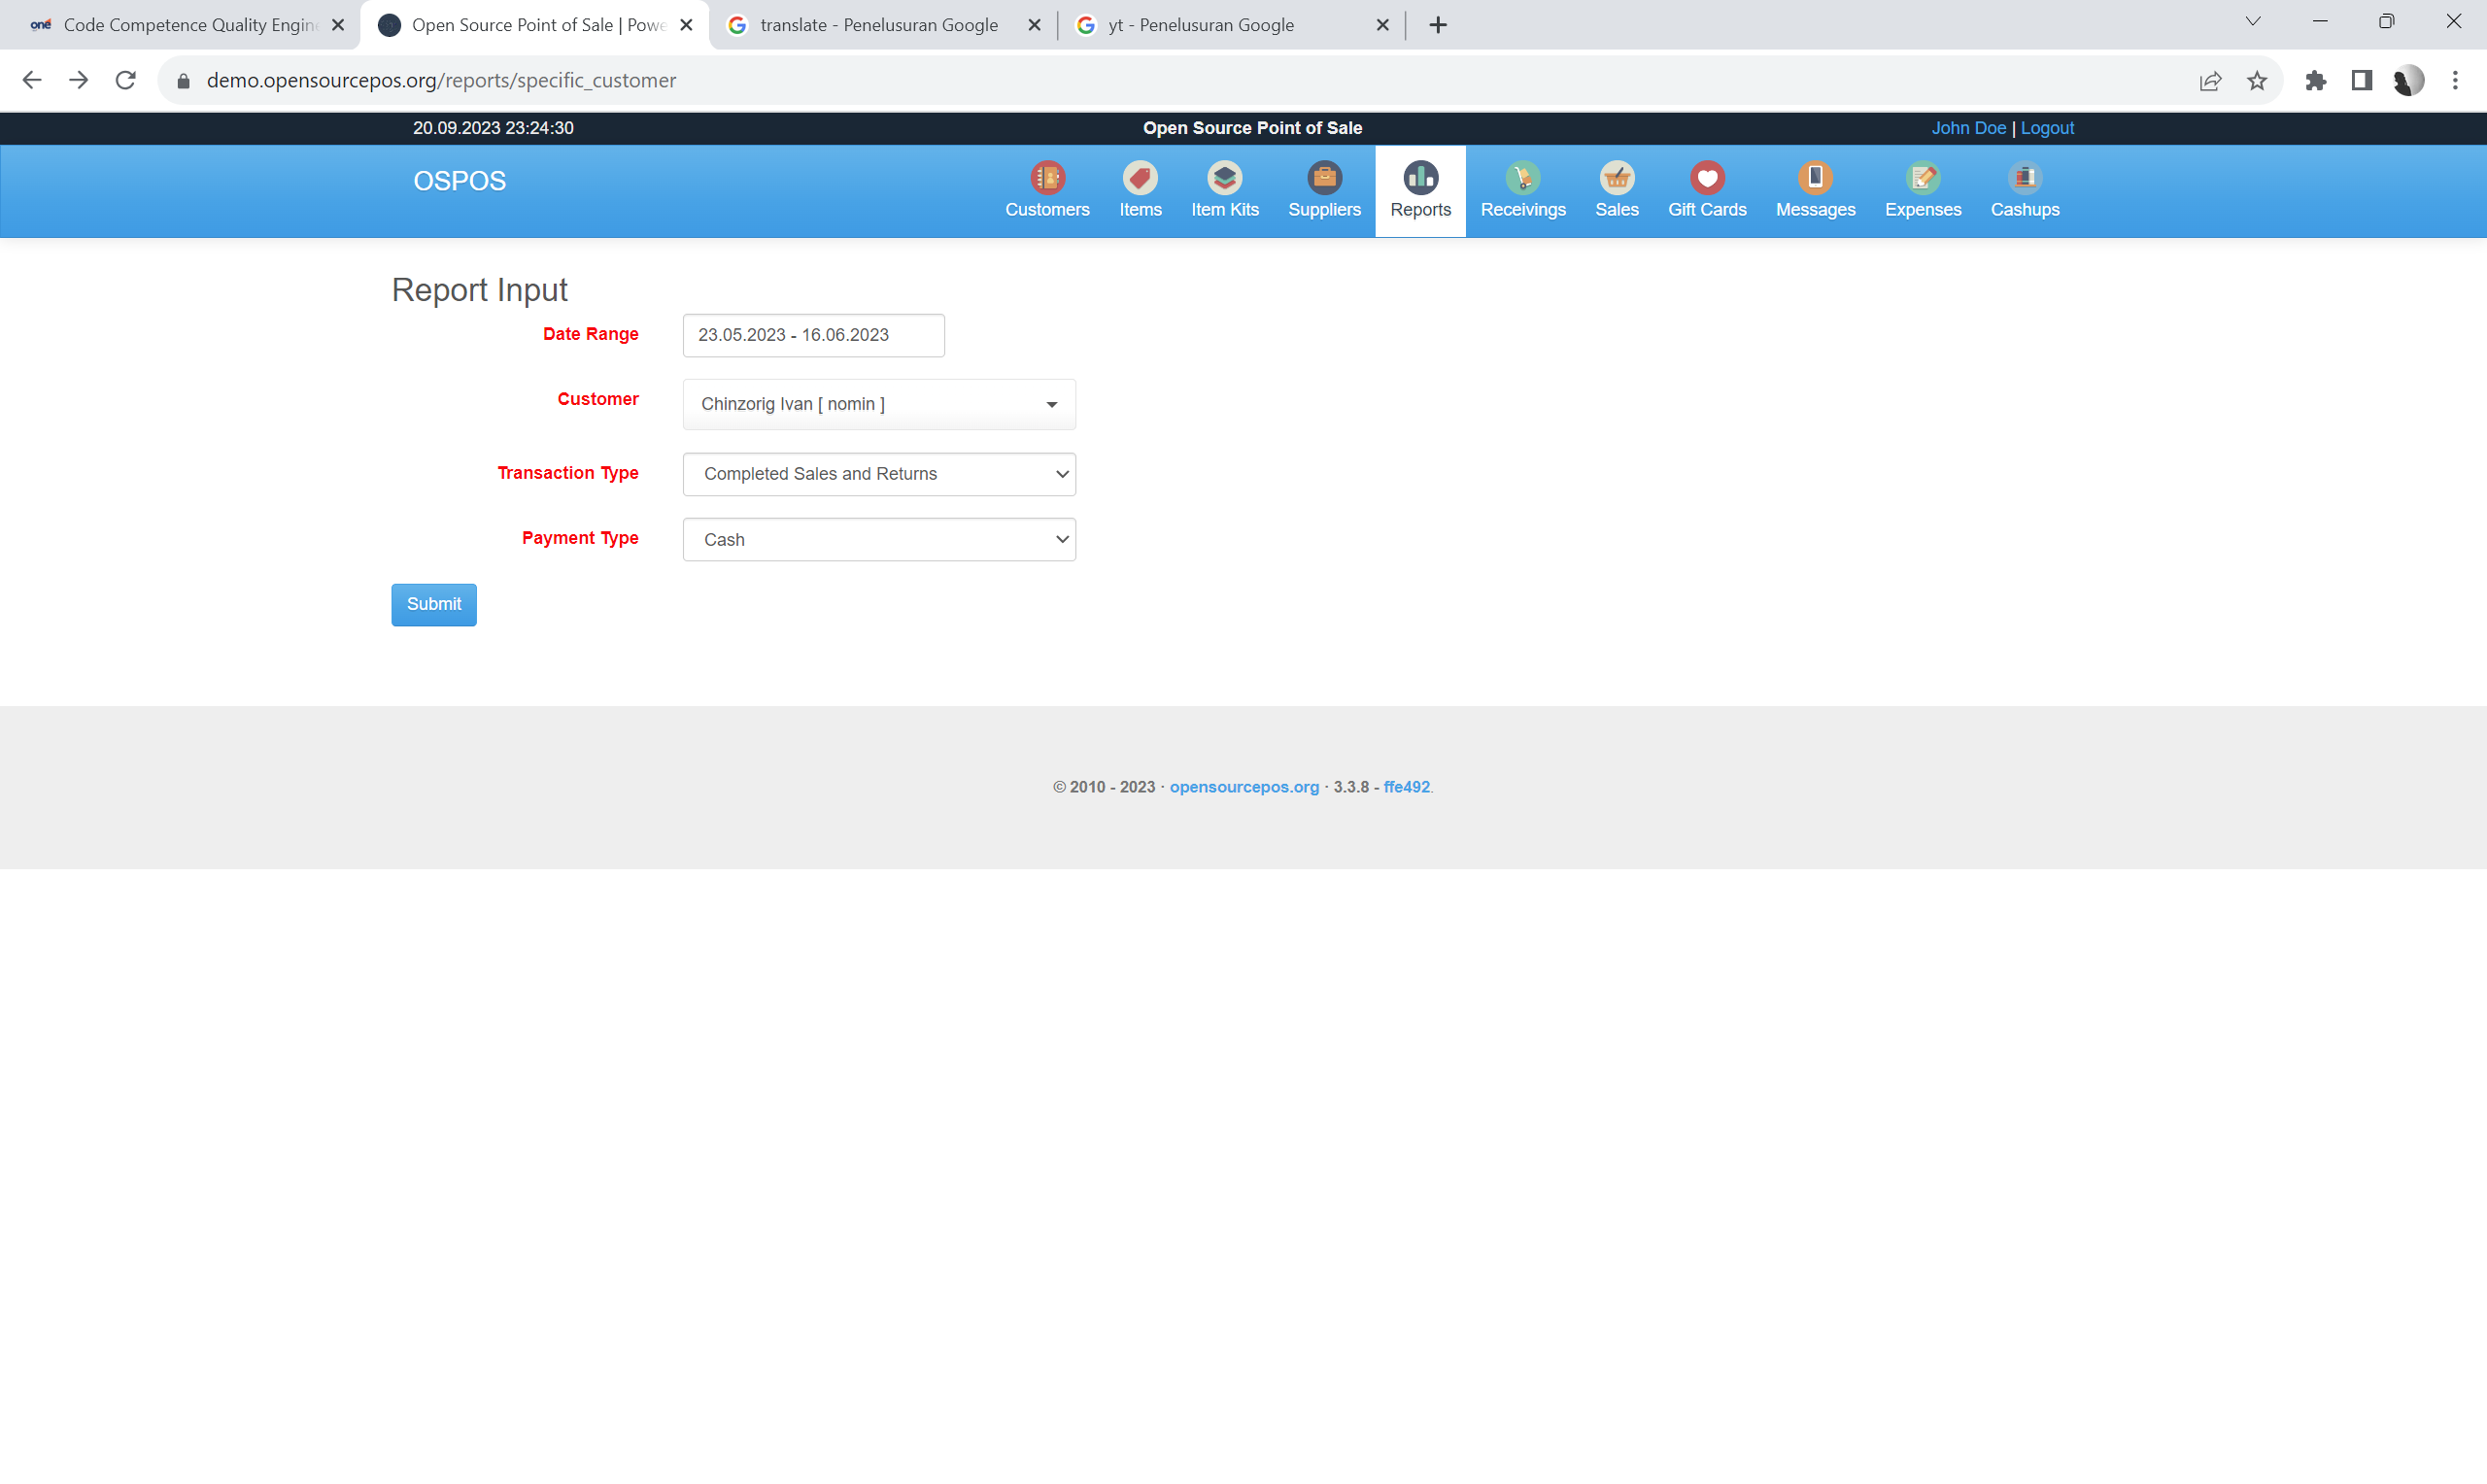 one Code Competence Quality Engin
Open Source Point of Sale | Powe
translate - Penelusuran Google
yt - Penelusuran Google
demo.opensourcepos.org/reports/specific_customer
20.09.2023 23:24:30
Open Source Point of Sale
John Doe | Logout
OSPOS
Customers
Items
Item Kits
Suppliers
Reports
Receivings
Sales
Gift Cards
Messages
Expenses
Cashups
Report Input
Date Range
23.05.2023 - 16.06.2023
Customer
Chinzorig Ivan [ nomin ]
Transaction Type
Completed Sales and Returns
Payment Type
Cash
Submit
© 2010 - 2023 · opensourcepos.org · 3.3.8 - ffe492.